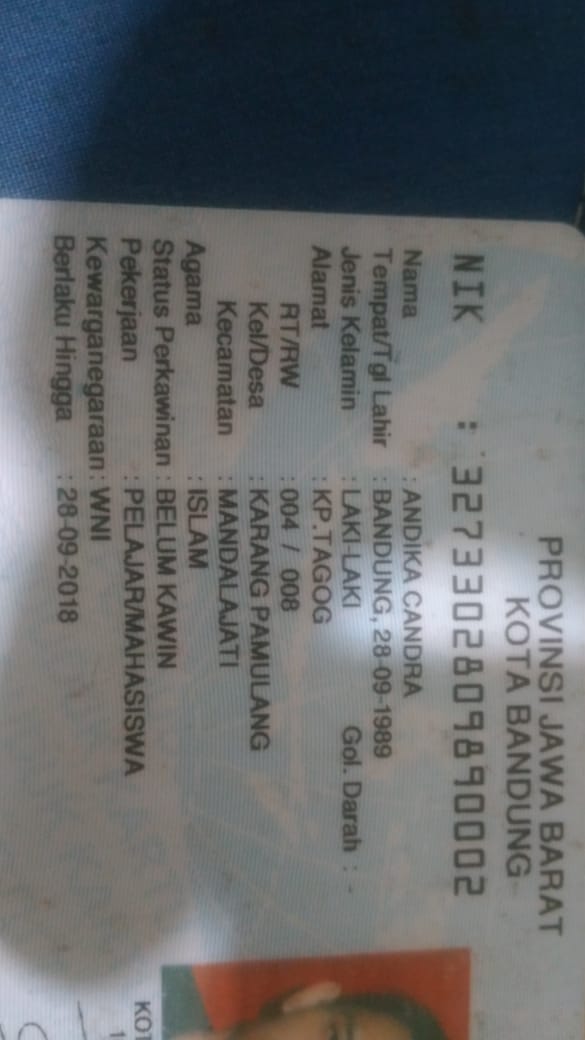 PROVINSI JAWA BARAT
KOTA BANDUNG
NIK : 3273302809890002
Nama : ANDIKA CANDRA
Tempat/Tgl Lahir : BANDUNG, 28-09-1989
Jenis Kelamin : LAKI-LAKI Gol. Darah : -
Alamat : KP.TAGOG
RT/RW : 004 / 008
Kel/Desa : KARANG PAMULANG
Kecamatan : MANDALAJATI
Agama : ISLAM
Status Perkawinan : BELUM KAWIN
Pekerjaan : PELAJAR/MAHASISWA
Kewarganegaraan : WNI
Berlaku Hingga : 28-09-2018